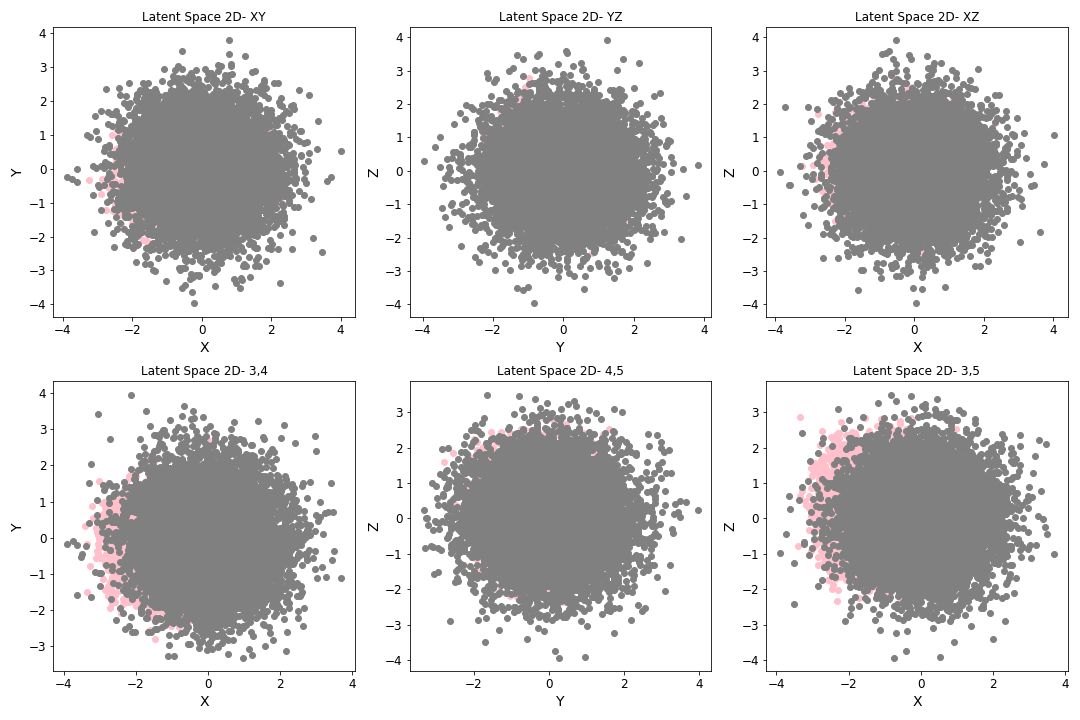 Latent Space 2D- XY
Latent Space 2D- YZ
Latent Space 2D- XZ
4
3
2
1
0
−1
−2
−3
−4
Y
−4 −2 0 2 4
X
4
3
2
1
0
−1
−2
−3
−4
Z
−4 −2 0 2 4
Y
4
3
2
1
0
−1
−2
−3
−4
Z
−4 −2 0 2 4
X
Latent Space 2D- 3,4
Latent Space 2D- 4,5
Latent Space 2D- 3,5
4
3
2
1
0
−1
−2
−3
Y
−4 −2 0 2 4
X
3
2
1
0
−1
−2
−3
−4
Z
−2 0 2 4
Y
3
2
1
0
−1
−2
−3
−4
Z
−4 −2 0 2 4
X